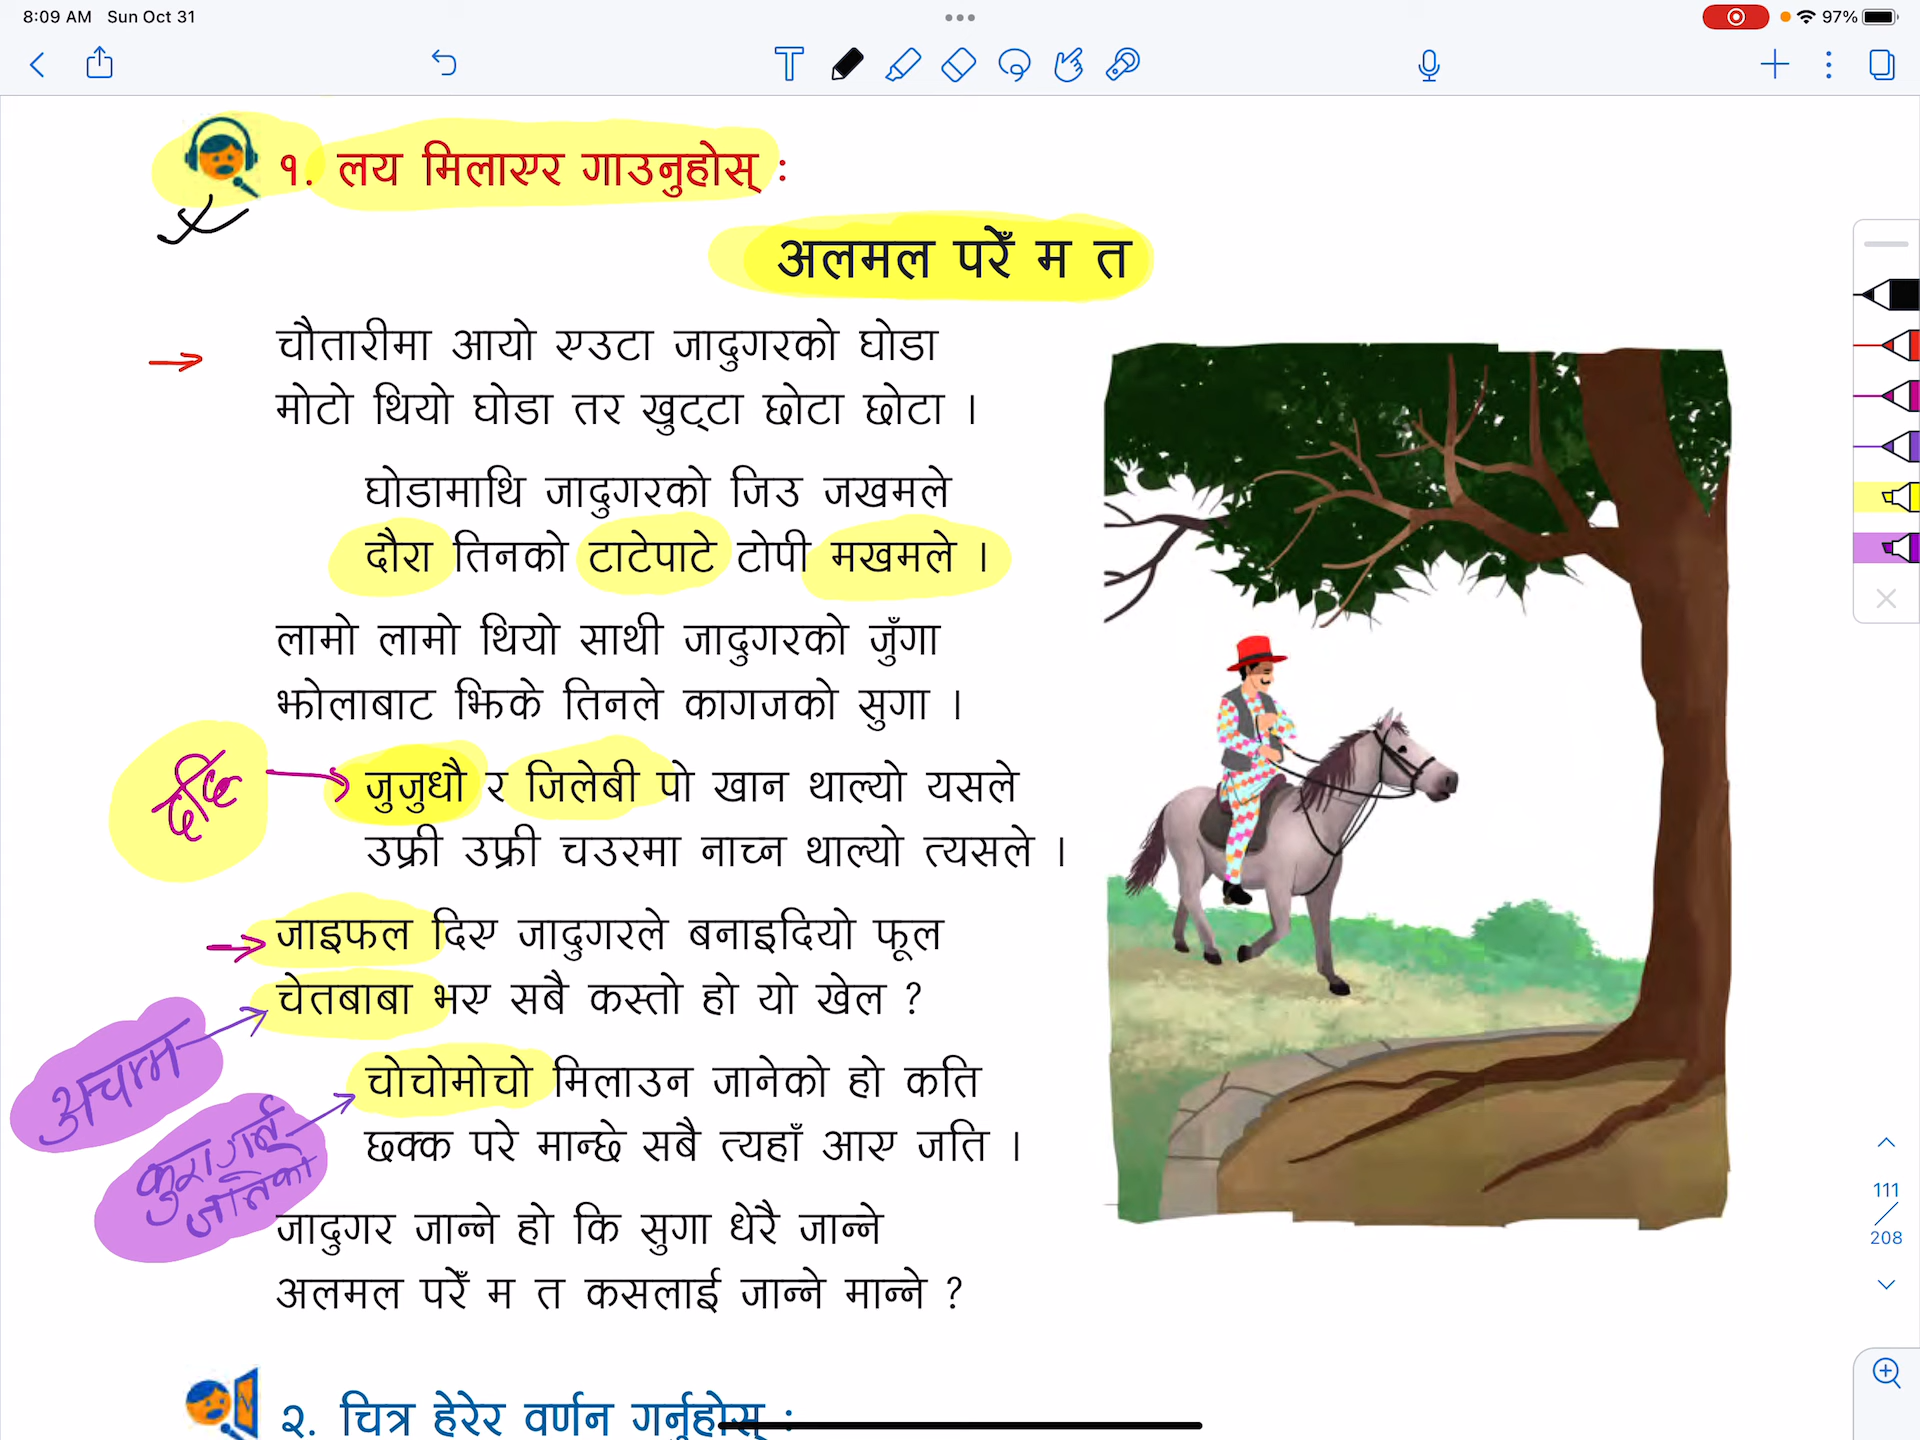 8:09 AM Sun Oct 31
97%
१. लय मिलाएर गाउनुहोस् :
अलमल परेँ म त
चौतारीमा आयो एउटा जादुगरको घोडा
मोटो थियो घोडा तर खुट्टा छोटा छोटा ।
घोडामाथि जादुगरको जिउ जखमले
दौरा तिनको टाटेपाटे टोपी मखमले ।
लामो लामो थियो साथी जादुगरको जुँगा
झोलाबाट झिके तिनले कागजको सुगा ।
दही
जुजुधौ र जिलेबी पो खान थाल्यो यसले
उफ्री उफ्री चउरमा नाच्न थाल्यो त्यसले ।
जाइफल दिए जादुगरले बनाइदियो फूल
चेतबाबा भए सबै कस्तो हो यो खेल ?
अचम्म
चोचोमोचो मिलाउन जानेको हो कति
छक्क परे मान्छे सबै त्यहाँ आए जति ।
कुरा गर्न
जादुगर जान्ने हो कि सुगा धेरै जान्ने
अलमल परेँ म त कसलाई जान्ने मान्ने ?
111
208
२. चित्र हेरेर वर्णन गर्नुहोस् :